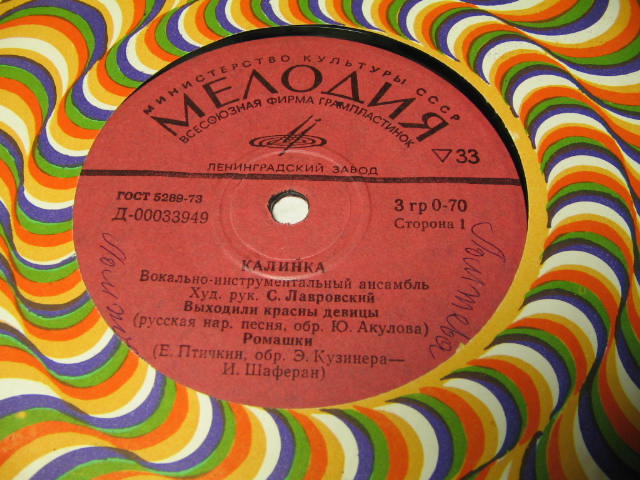 МИНИСТЕРСТВО КУЛЬТУРЫ СССР
МЕЛОДИЯ
ВСЕСОЮЗНАЯ ФИРМА ГРАМПЛАСТИНОК
▽33
ЛЕНИНГРАДСКИЙ ЗАВОД
ГОСТ 5289-73
3 гр 0-70
Д-00033949
Сторона 1
КАЛИНКА
Вокально-инструментальный ансамбль
Худ. рук. С. Лавровский
Выходили красны девицы
(русская нар. песня, обр. Ю. Акулова)
Ромашки
(Е. Птичкин, обр. Э. Кузинера—
И. Шаферан)